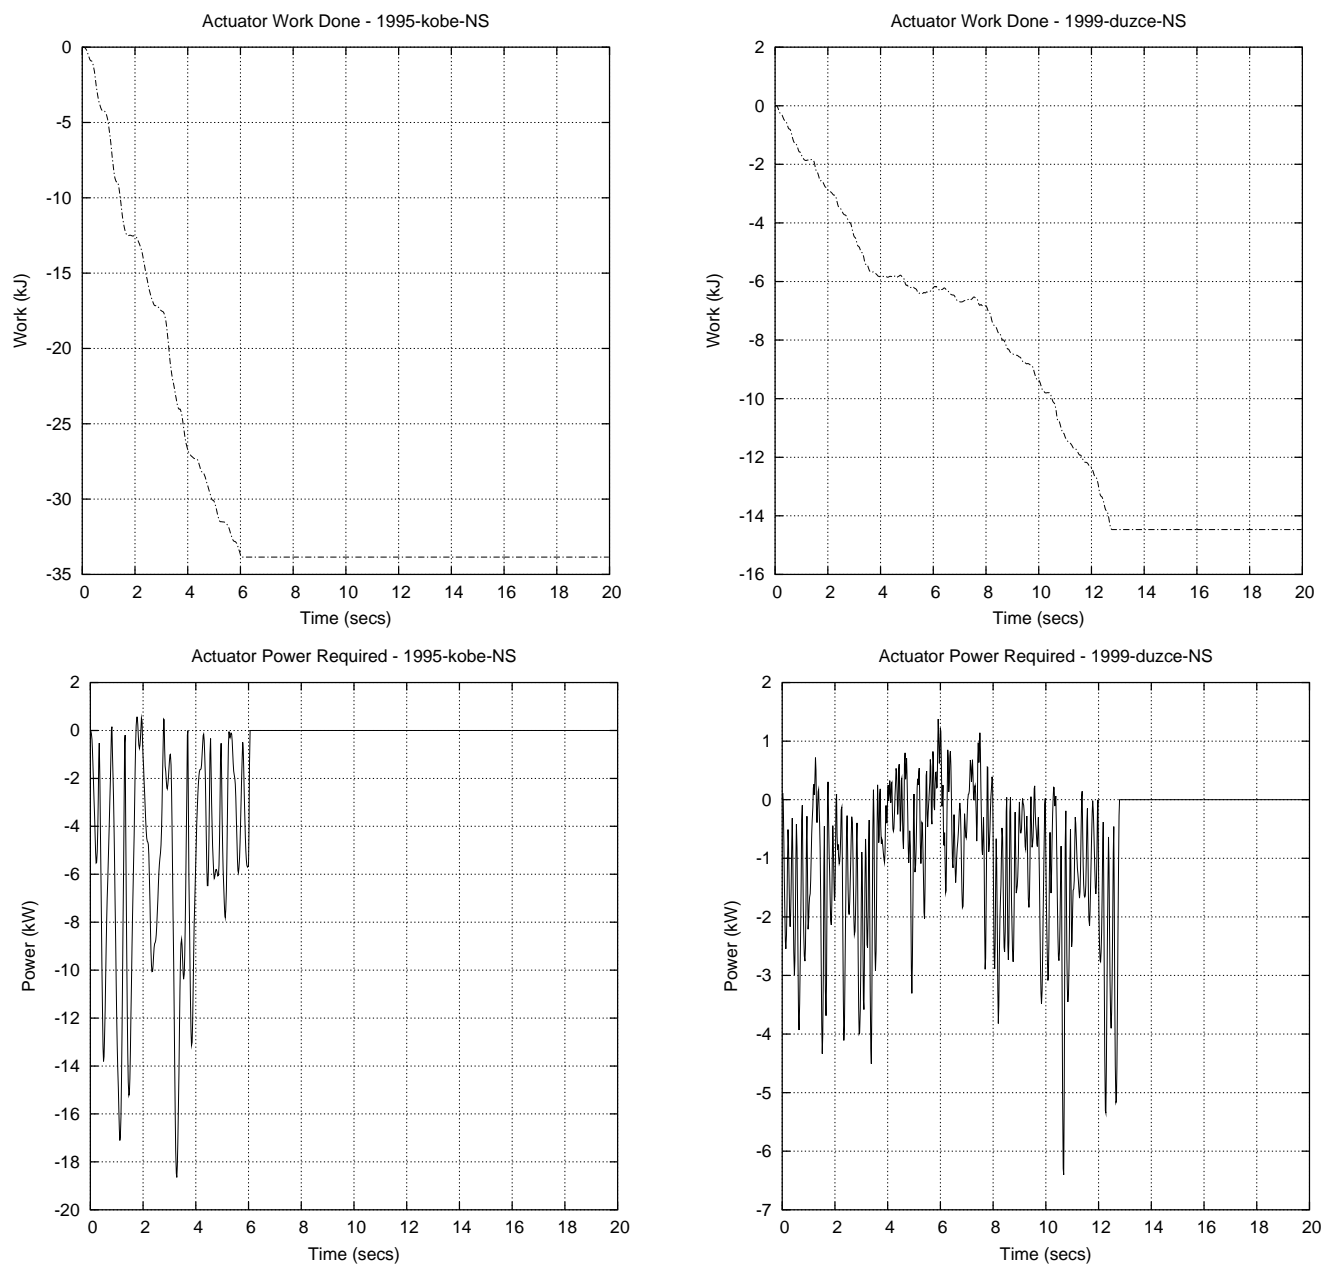 Actuator Work Done - 1995-kobe-NS
0
-5
-10
-15
-20
-25
-30
-35
Work (kJ)
0 2 4 6 8 10 12 14 16 18 20
Time (secs)
Actuator Work Done - 1999-duzce-NS
2
0
-2
-4
-6
-8
-10
-12
-14
-16
Work (kJ)
0 2 4 6 8 10 12 14 16 18 20
Time (secs)
Actuator Power Required - 1995-kobe-NS
2
0
-2
-4
-6
-8
-10
-12
-14
-16
-18
-20
Power (kW)
0 2 4 6 8 10 12 14 16 18 20
Time (secs)
Actuator Power Required - 1999-duzce-NS
2
1
0
-1
-2
-3
-4
-5
-6
-7
Power (kW)
0 2 4 6 8 10 12 14 16 18 20
Time (secs)